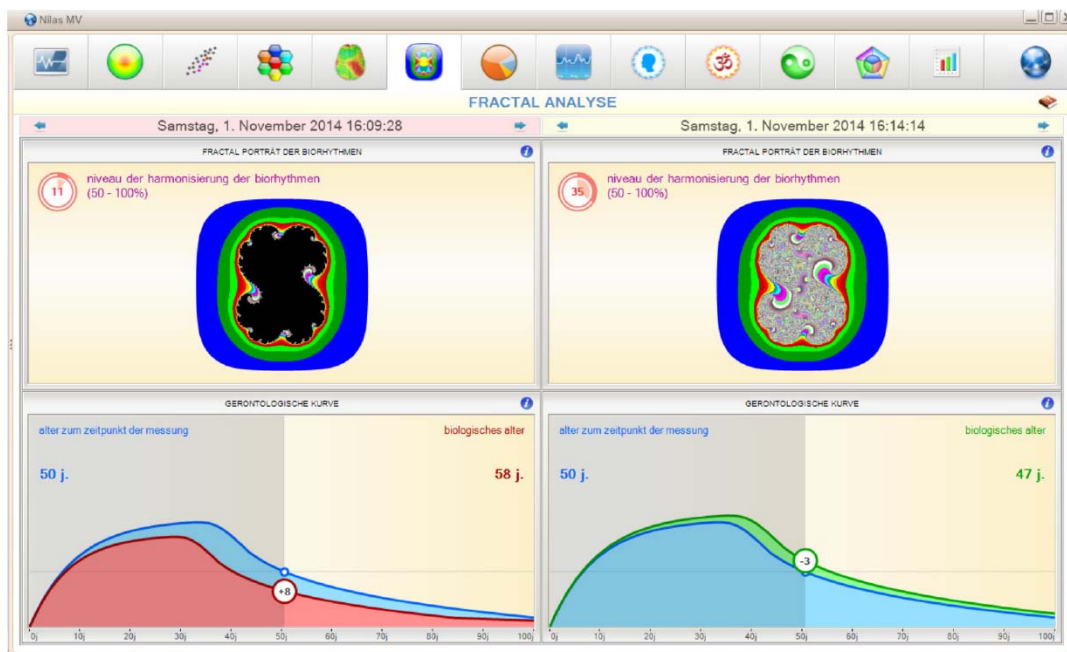 Nilas MV
FRACTAL ANALYSE
Samstag, 1. November 2014 16:09:28
FRACTAL PORTRÄT DER BIORHYTHMEN
11
niveau der harmonisierung der biorhythmen
(50 - 100%)
GERONTOLOGISCHE KURVE
alter zum zeitpunkt der messung
biologisches alter
50 j.
58 j.
+8
0j 10j 20j 30j 40j 50j 60j 70j 80j 90j 100j
Samstag, 1. November 2014 16:14:14
FRACTAL PORTRÄT DER BIORHYTHMEN
35
niveau der harmonisierung der biorhythmen
(50 - 100%)
GERONTOLOGISCHE KURVE
alter zum zeitpunkt der messung
biologisches alter
50 j.
47 j.
-3
0j 10j 20j 30j 40j 50j 60j 70j 80j 90j 100j